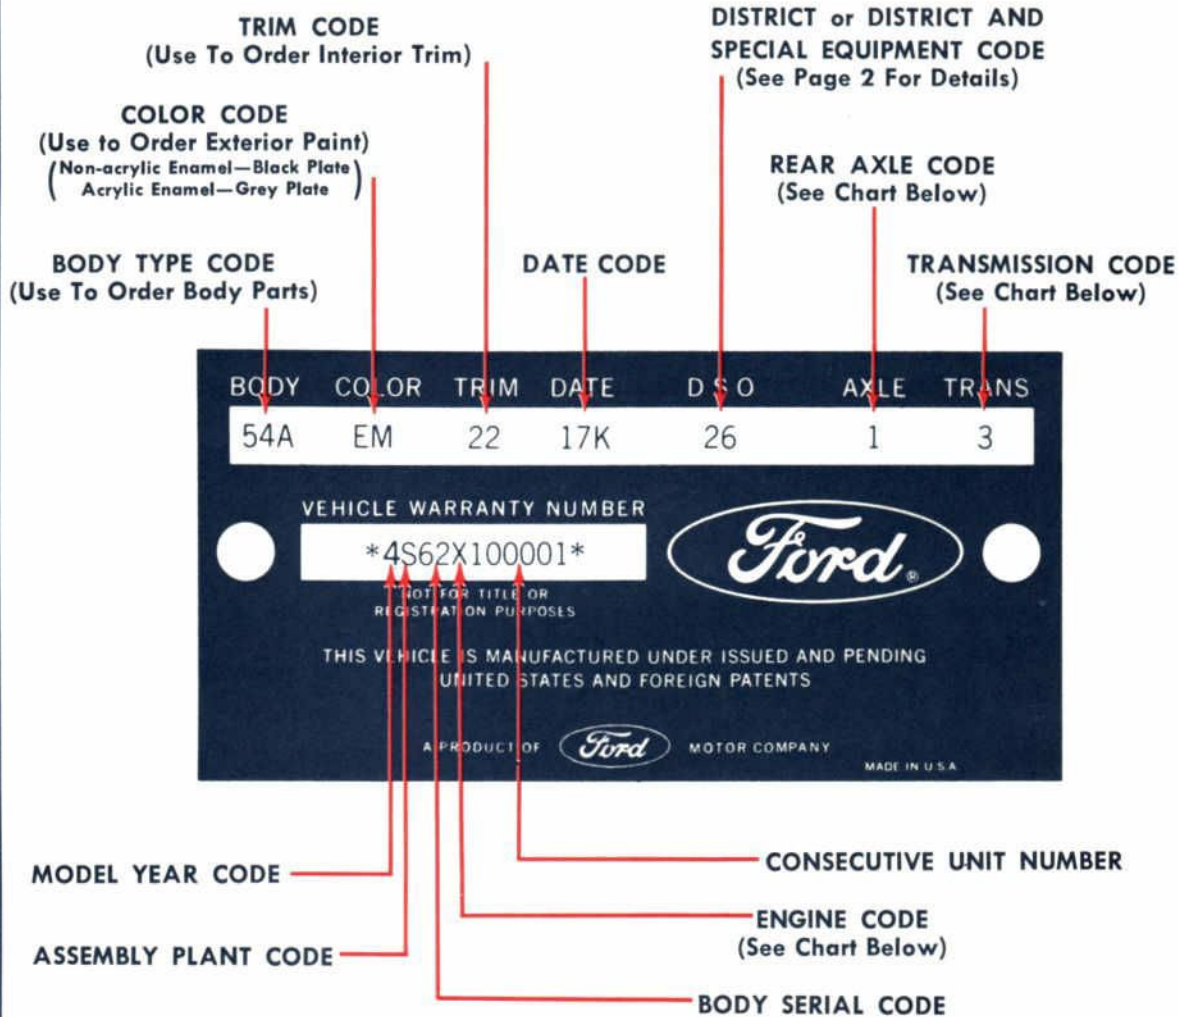 TRIM CODE
(Use To Order Interior Trim)
DISTRICT or DISTRICT AND
SPECIAL EQUIPMENT CODE
(See Page 2 For Details)
COLOR CODE
(Use to Order Exterior Paint)
(Non-acrylic Enamel—Black Plate
Acrylic Enamel—Grey Plate)
REAR AXLE CODE
(See Chart Below)
BODY TYPE CODE
(Use To Order Body Parts)
DATE CODE
TRANSMISSION CODE
(See Chart Below)
BODY COLOR TRIM DATE D S O AXLE TRANS
54A EM 22 17K 26 1 3
VEHICLE WARRANTY NUMBER
*4S62X100001*
Ford ®
NOT FOR TITLE OR
REGISTRATION PURPOSES
THIS VEHICLE IS MANUFACTURED UNDER ISSUED AND PENDING
UNITED STATES AND FOREIGN PATENTS
A PRODUCT OF Ford MOTOR COMPANY
MADE IN U.S.A.
MODEL YEAR CODE
CONSECUTIVE UNIT NUMBER
ENGINE CODE
(See Chart Below)
ASSEMBLY PLANT CODE
BODY SERIAL CODE